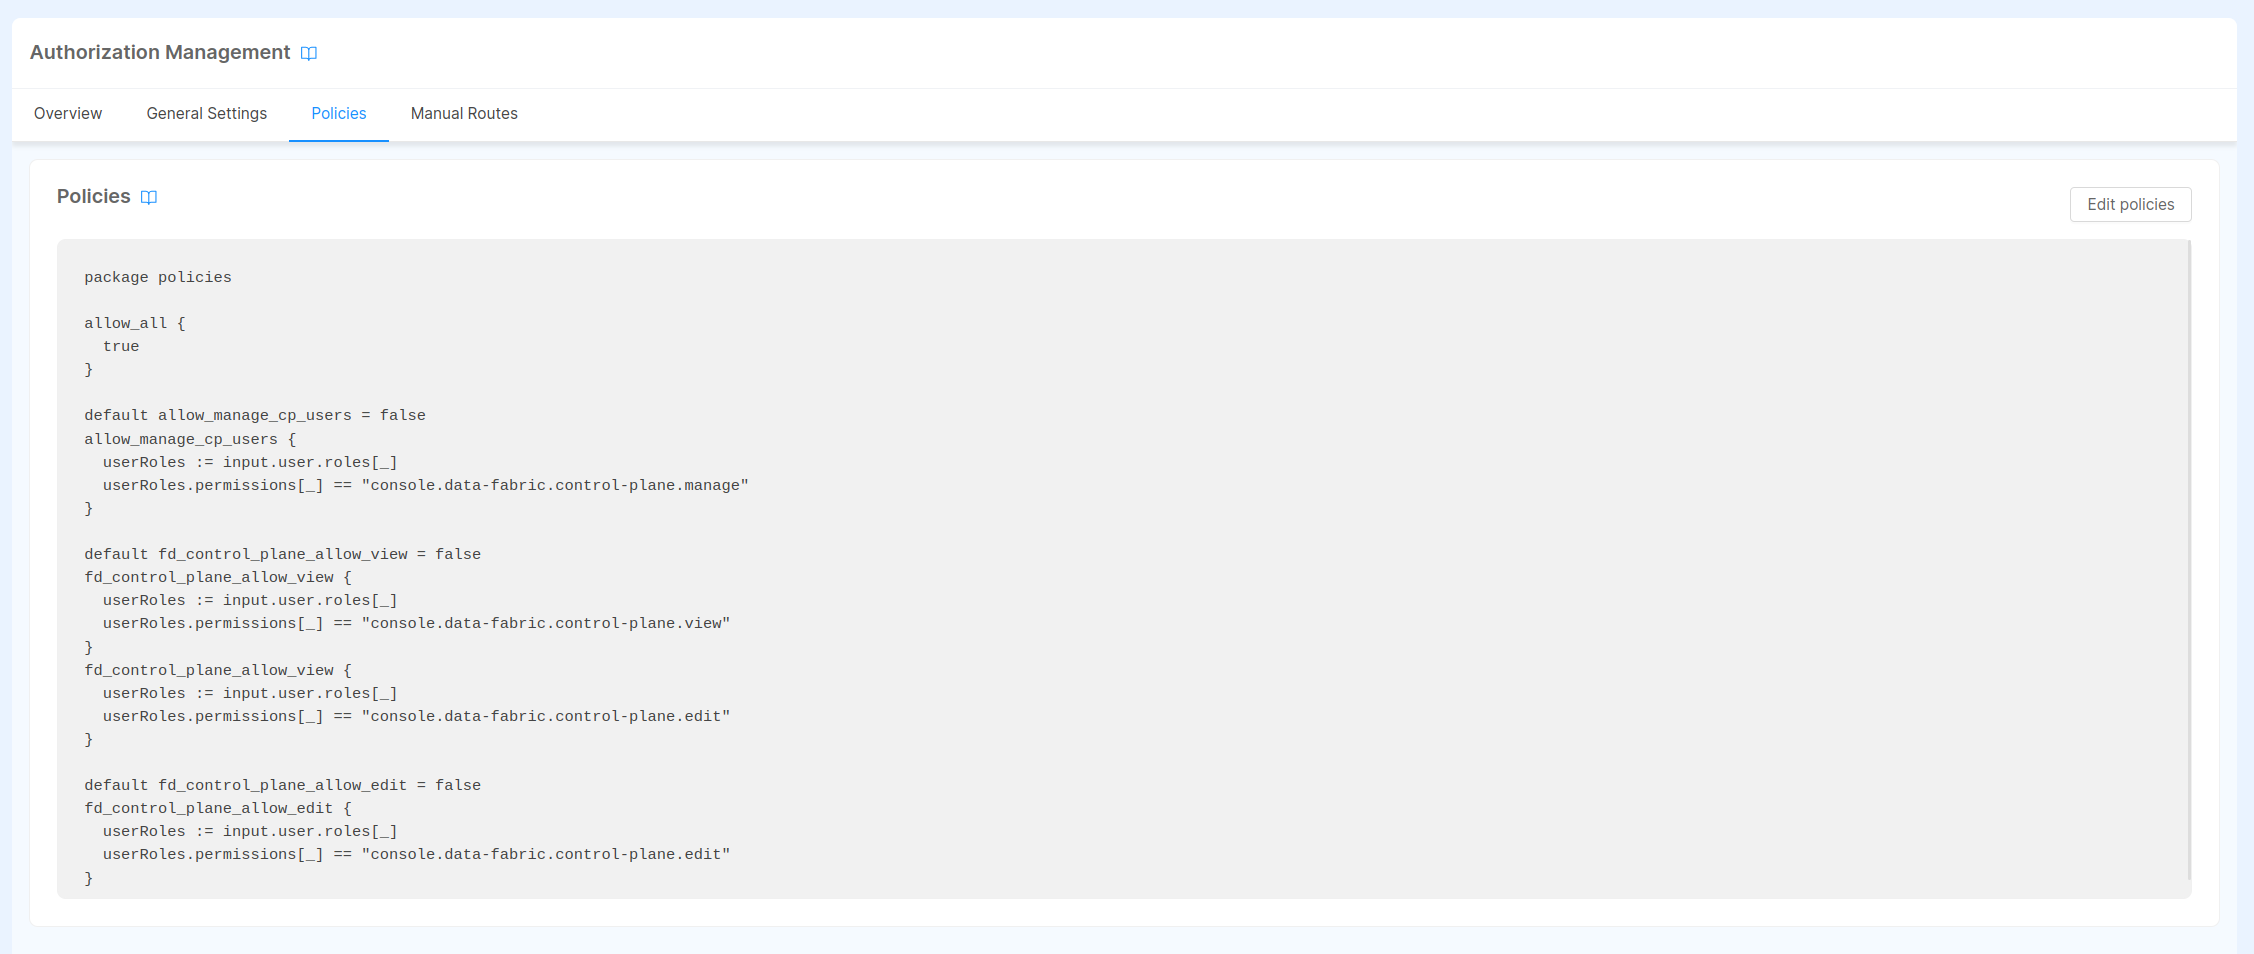 Authorization Management
Overview General Settings Policies Manual Routes
Policies
Edit policies
package policies
allow_all {
  true
}
default allow_manage_cp_users = false
allow_manage_cp_users {
  userRoles := input.user.roles[_]
  userRoles.permissions[_] == "console.data-fabric.control-plane.manage"
}
default fd_control_plane_allow_view = false
fd_control_plane_allow_view {
  userRoles := input.user.roles[_]
  userRoles.permissions[_] == "console.data-fabric.control-plane.view"
}
fd_control_plane_allow_view {
  userRoles := input.user.roles[_]
  userRoles.permissions[_] == "console.data-fabric.control-plane.edit"
}
default fd_control_plane_allow_edit = false
fd_control_plane_allow_edit {
  userRoles := input.user.roles[_]
  userRoles.permissions[_] == "console.data-fabric.control-plane.edit"
}